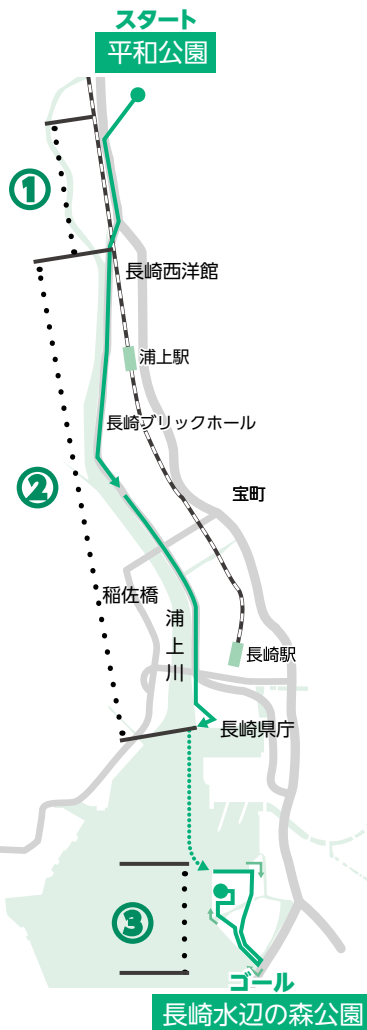 スタート
平和公園
①
長崎西洋館
浦上駅
長崎ブリックホール
②
宝町
稲佐橋
浦上川
長崎駅
長崎県庁
③
ゴール
長崎水辺の森公園